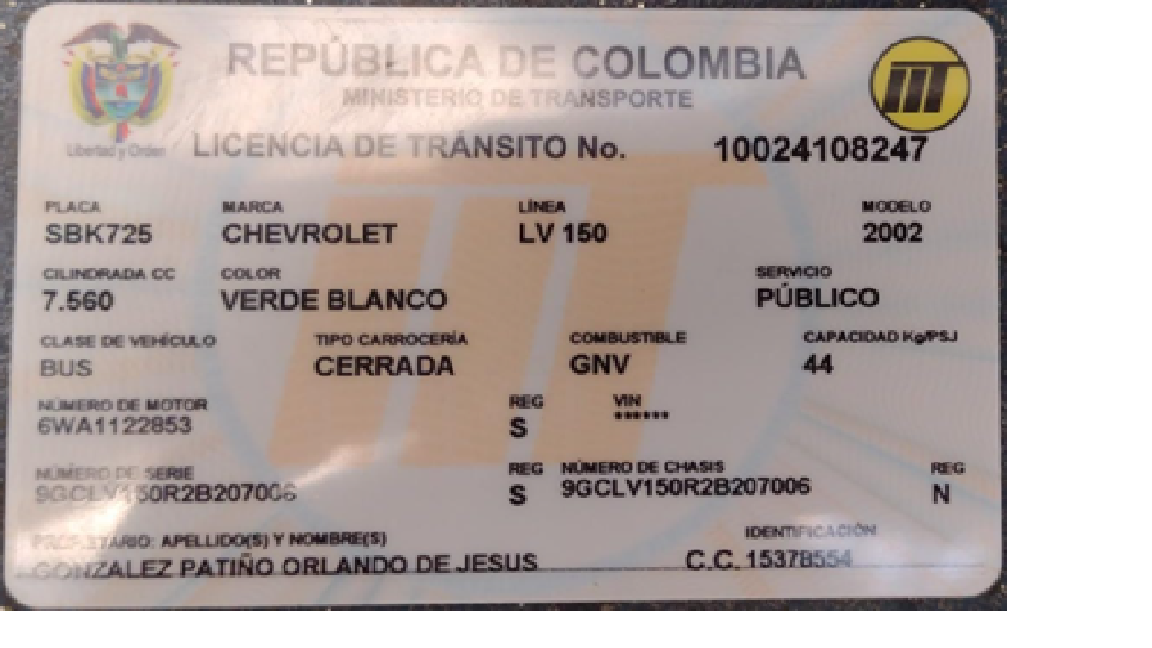 REPÚBLICA DE COLOMBIA
MINISTERIO DE TRANSPORTE
Libertad y Orden
LICENCIA DE TRÁNSITO No. 10024108247
PLACA MARCA LÍNEA MODELO
SBK725 CHEVROLET LV 150 2002
CILINDRADA CC COLOR SERVICIO
7.560 VERDE BLANCO PÚBLICO
CLASE DE VEHÍCULO TIPO CARROCERÍA COMBUSTIBLE CAPACIDAD Kg/PSJ
BUS CERRADA GNV 44
NÚMERO DE MOTOR REG VIN
6WA1122853 S ******
NÚMERO DE SERIE REG NÚMERO DE CHASIS REG
9GCLV150R2B207006 S 9GCLV150R2B207006 N
PROPIETARIO: APELLIDO(S) Y NOMBRE(S) IDENTIFICACIÓN
GONZALEZ PATIÑO ORLANDO DE JESUS C.C. 15378554